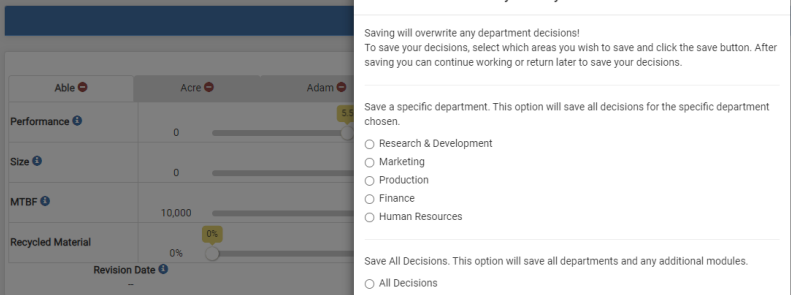 Saving will overwrite any department decisions!
To save your decisions, select which areas you wish to save and click the save button. After
saving you can continue working or return later to save your decisions.
Able Acre Adam
Performance 0 5.5
Size 0
MTBF 10,000
Recycled Material 0% 0%
Revision Date
–
Save a specific department. This option will save all decisions for the specific department
chosen.
Research & Development
Marketing
Production
Finance
Human Resources
Save All Decisions. This option will save all departments and any additional modules.
All Decisions